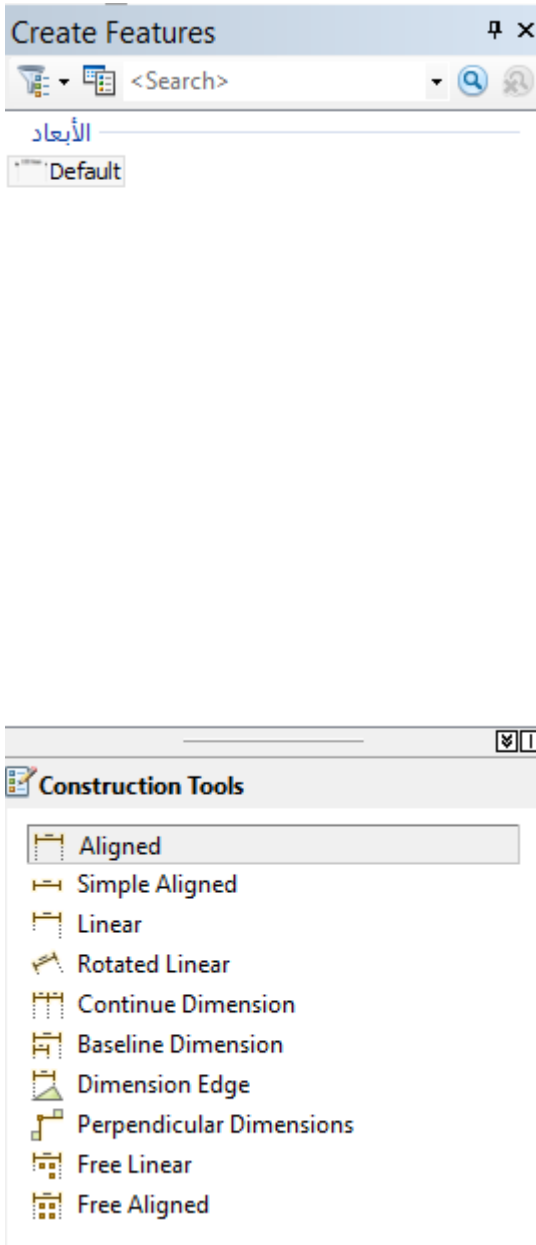 Create Features
<Search>
الأبعاد
Default
Construction Tools
Aligned
Simple Aligned
Linear
Rotated Linear
Continue Dimension
Baseline Dimension
Dimension Edge
Perpendicular Dimensions
Free Linear
Free Aligned